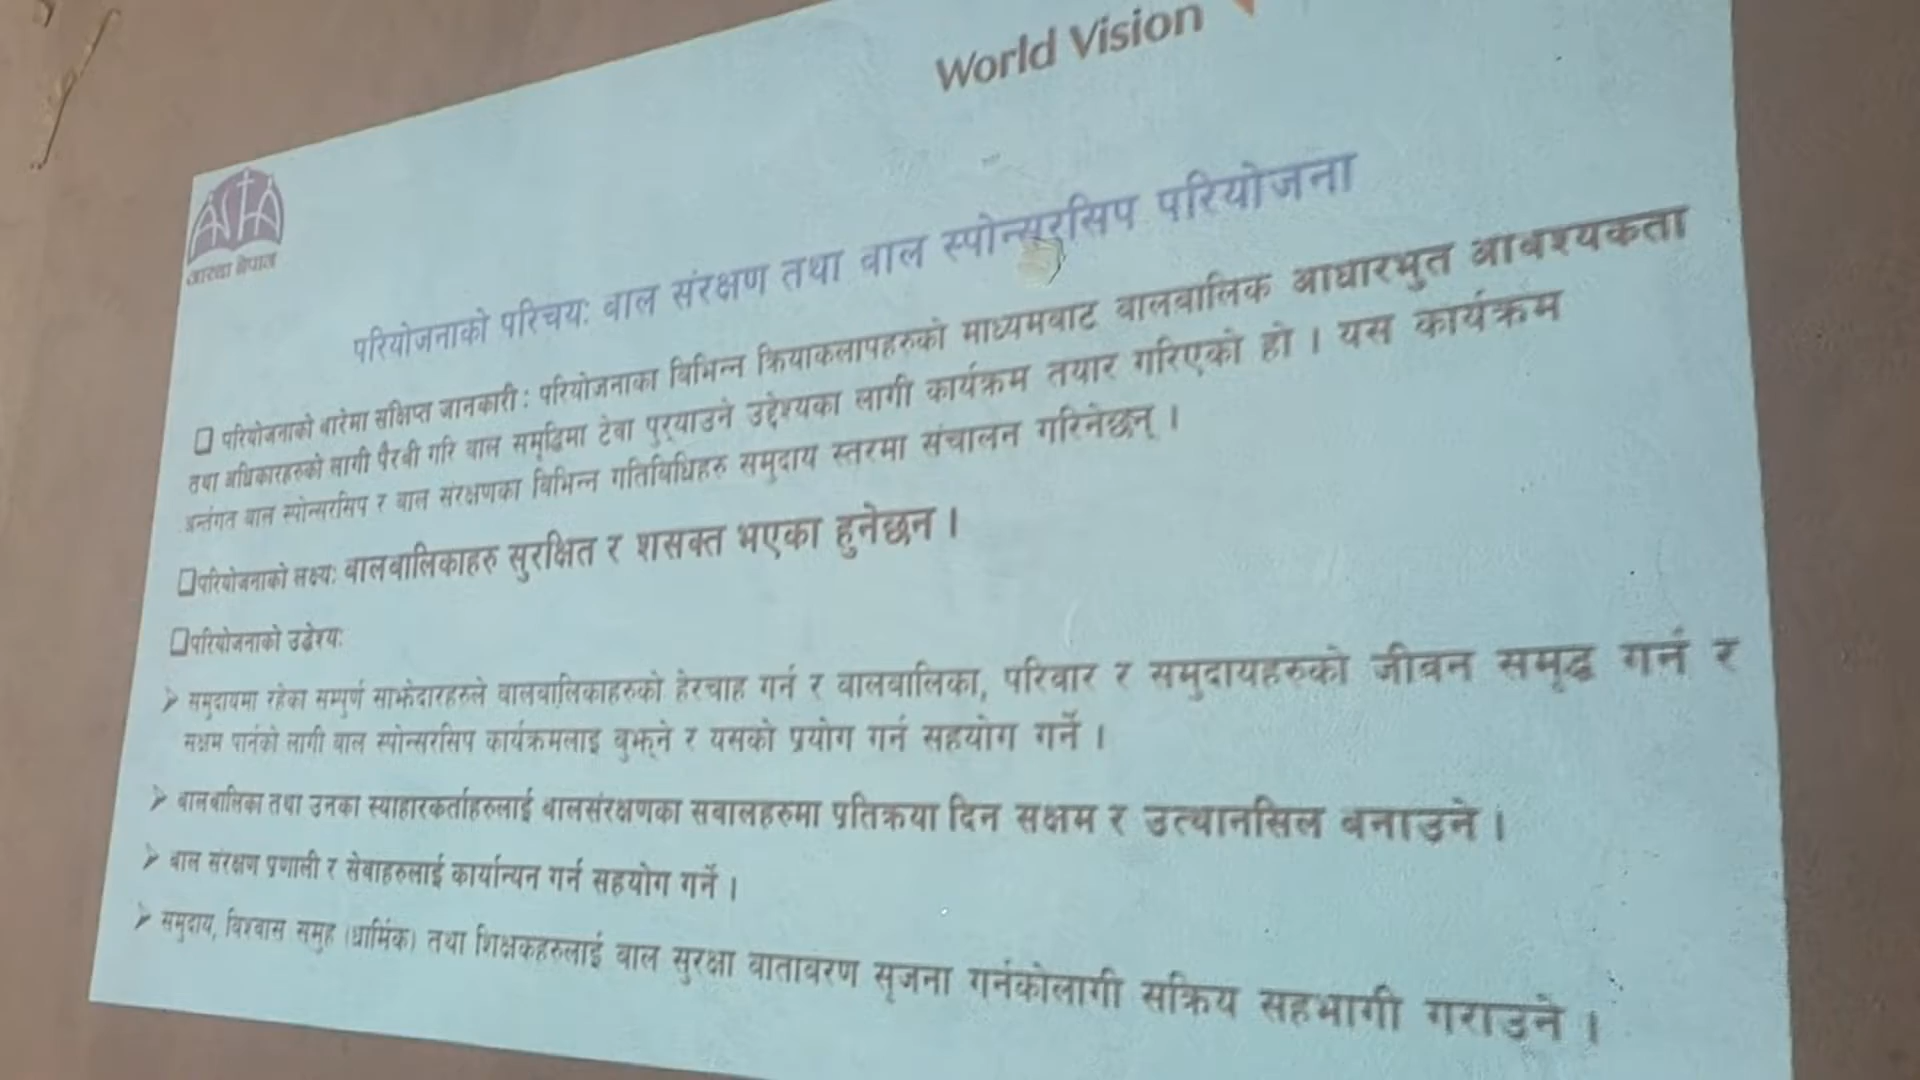 World Vision
ASHA
आस्था नेपाल
परियोजनाको परिचय: बाल संरक्षण तथा बाल स्पोन्सरसिप परियोजना
परियोजनाको बारेमा सक्षिप्त जानकारी : परियोजनाका विभिन्न क्रियाकलापहरुको माध्यमबाट बालबालिक आधारभुत आवश्यकता
तथा अधिकारहरुको लागी पैरवी गरि बाल समृद्धिमा टेवा पुर्‍याउने उद्देश्यका लागी कार्यक्रम तयार गरिएको हो । यस कार्यक्रम
अन्तंगत बाल स्पोन्सरसिप र बाल संरक्षणका विभिन्न गतिविधिहरु समुदाय स्तरमा संचालन गरिनेछन् ।
परियोजनाको लक्ष्य: बालबालिकाहरु सुरक्षित र शसक्त भएका हुनेछन ।
परियोजनाको उद्धेश्य:
➢ समुदायमा रहेका सम्पुर्ण साझेदारहरुले बालबालिकाहरुको हेरचाह गर्न र बालबालिका, परिवार र समुदायहरुको जीवन समृद्ध गर्न र
सक्षम पार्नको लागी बाल स्पोन्सरसिप कार्यक्रमलाइ बुझ्ने र यसको प्रयोग गर्न सहयोग गर्ने ।
➢ बालबालिका तथा उनका स्याहारकर्ताहरुलाई बालसंरक्षणका सवालहरुमा प्रतिक्रया दिन सक्षम र उत्थानसिल बनाउने ।
➢ बाल संरक्षण प्रणाली र सेवाहरुलाई कार्यान्यन गर्न सहयोग गर्ने ।
➢ समुदाय, विश्वास समुह (धार्मिक) तथा शिक्षकहरुलाई बाल सुरक्षा वातावरण सृजना गर्नकोलागी सक्रिय सहभागी गराउने ।